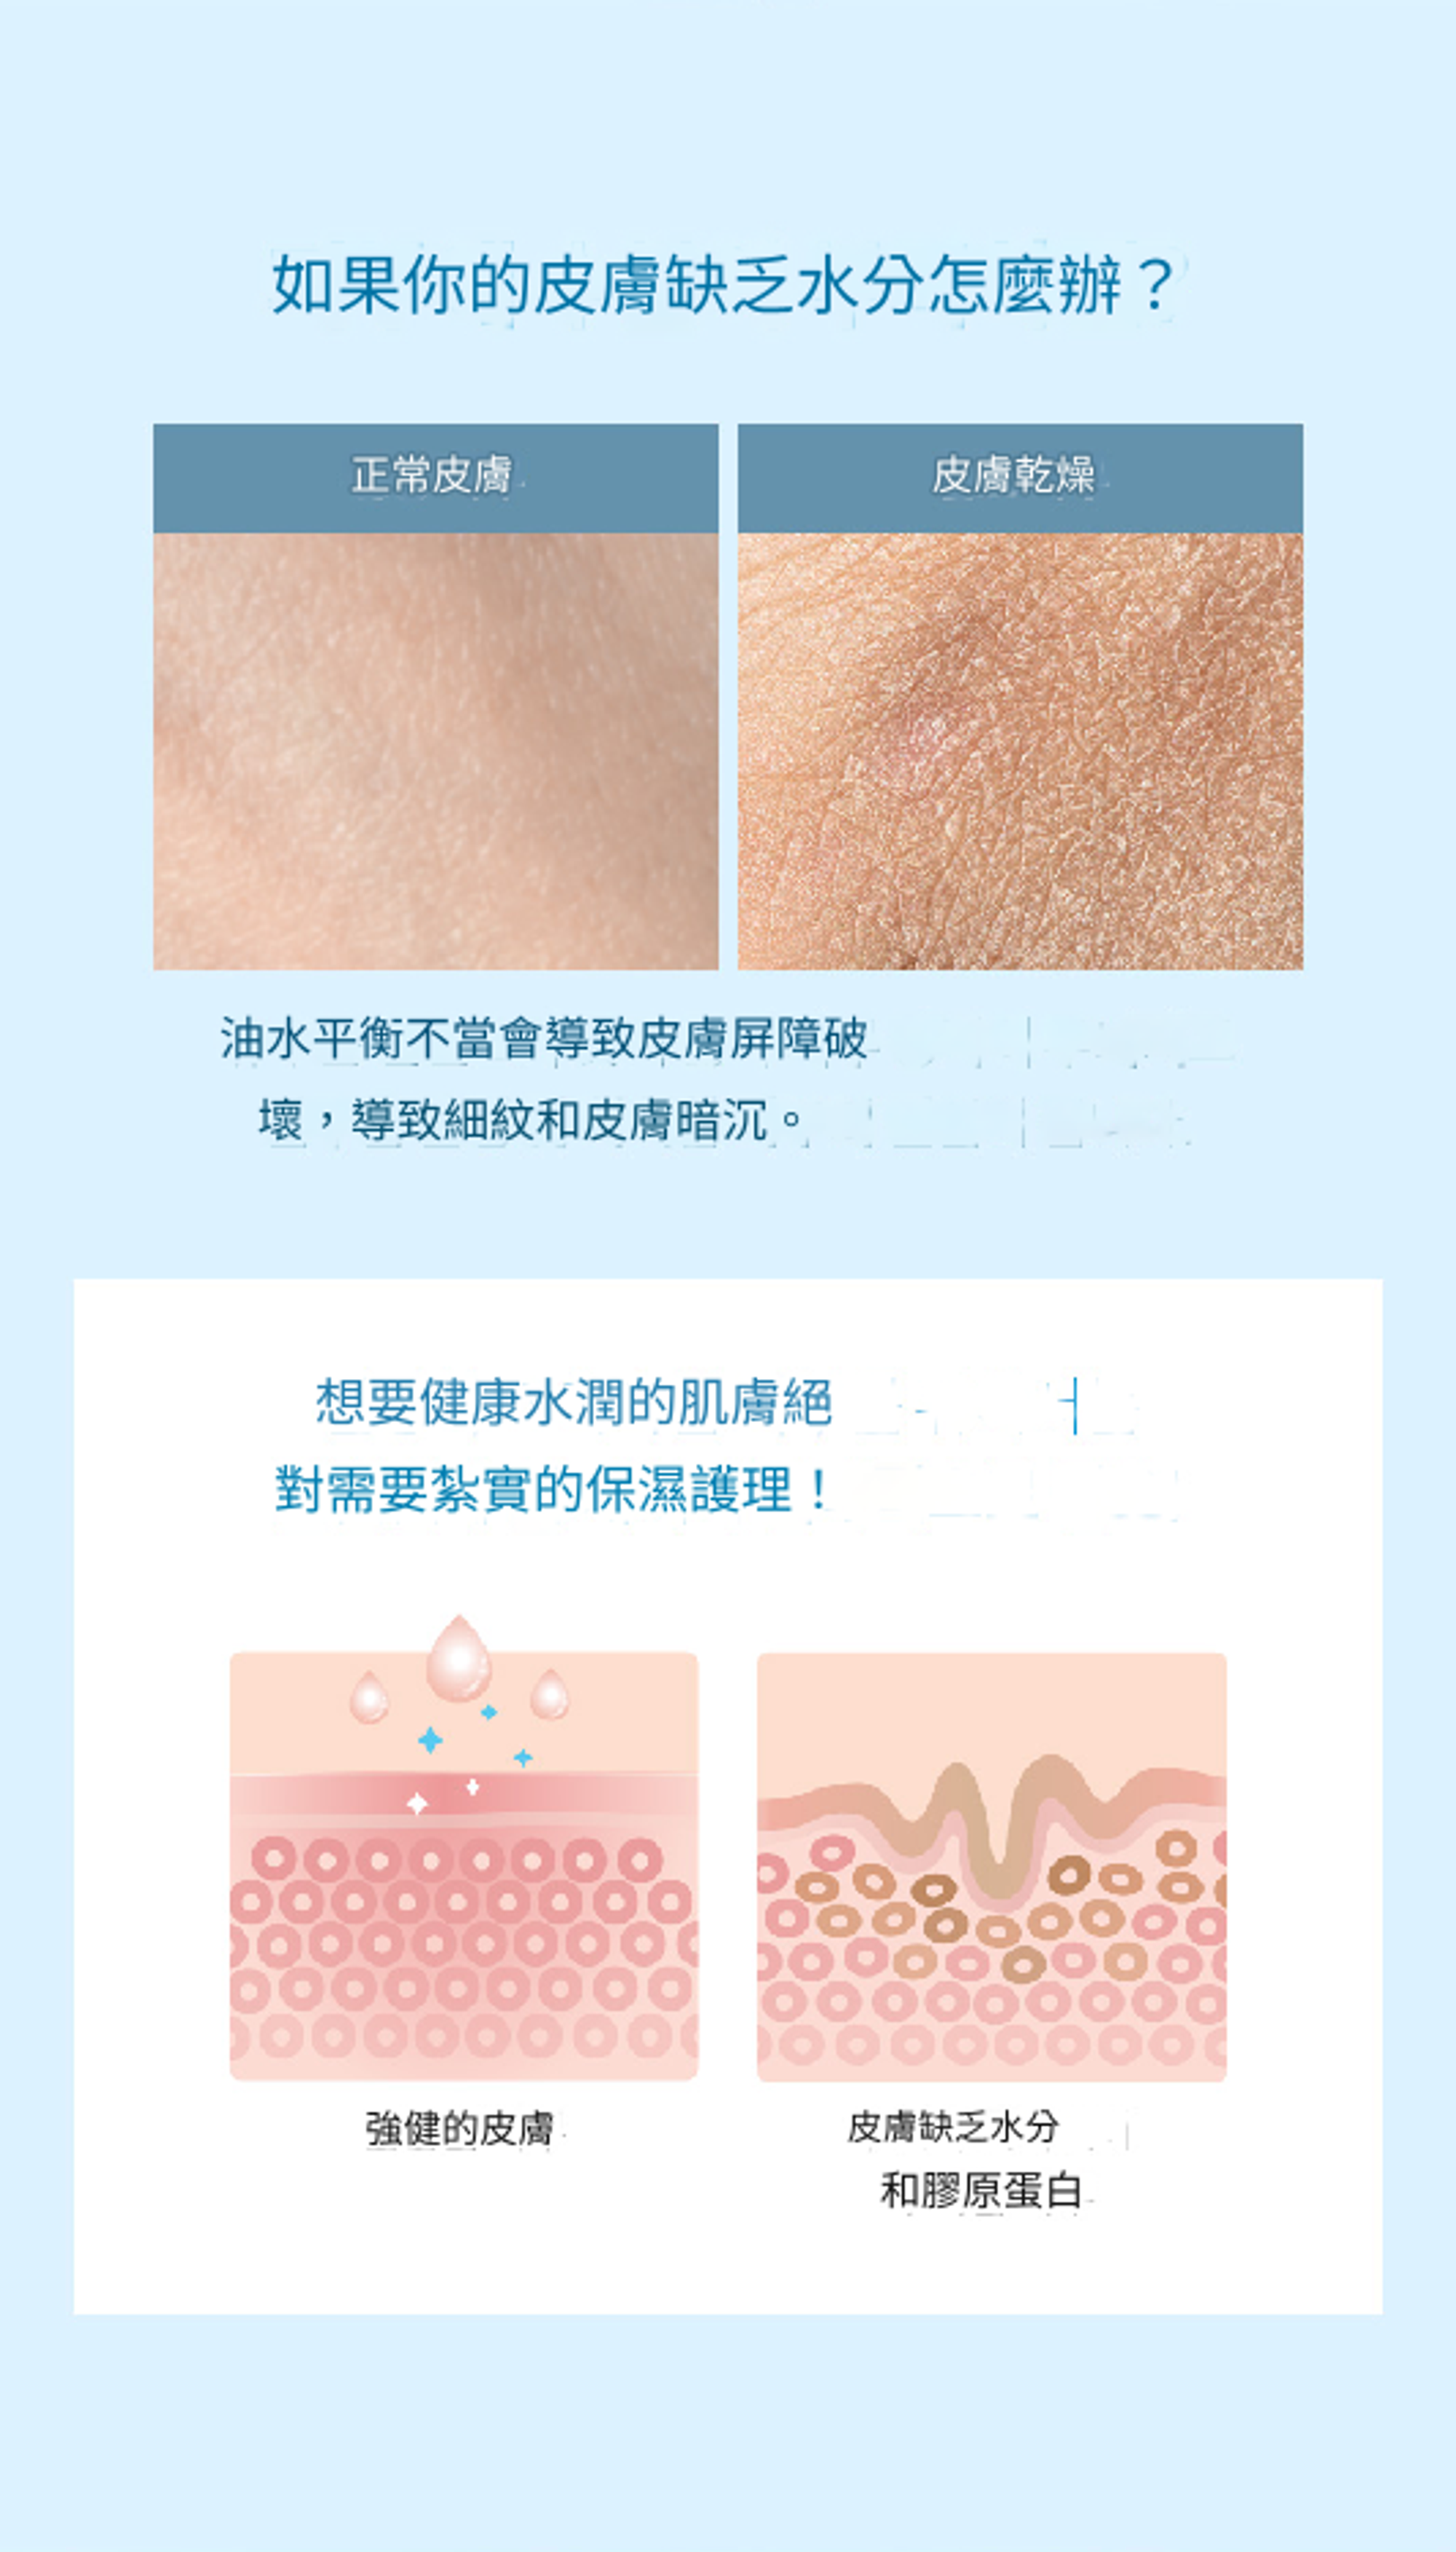 如果你的皮膚缺乏水分怎麼辦？
正常皮膚
皮膚乾燥
油水平衡不當會導致皮膚屏障破
壞，導致細紋和皮膚暗沉。
想要健康水潤的肌膚絕
對需要紮實的保濕護理！
強健的皮膚
皮膚缺乏水分
和膠原蛋白